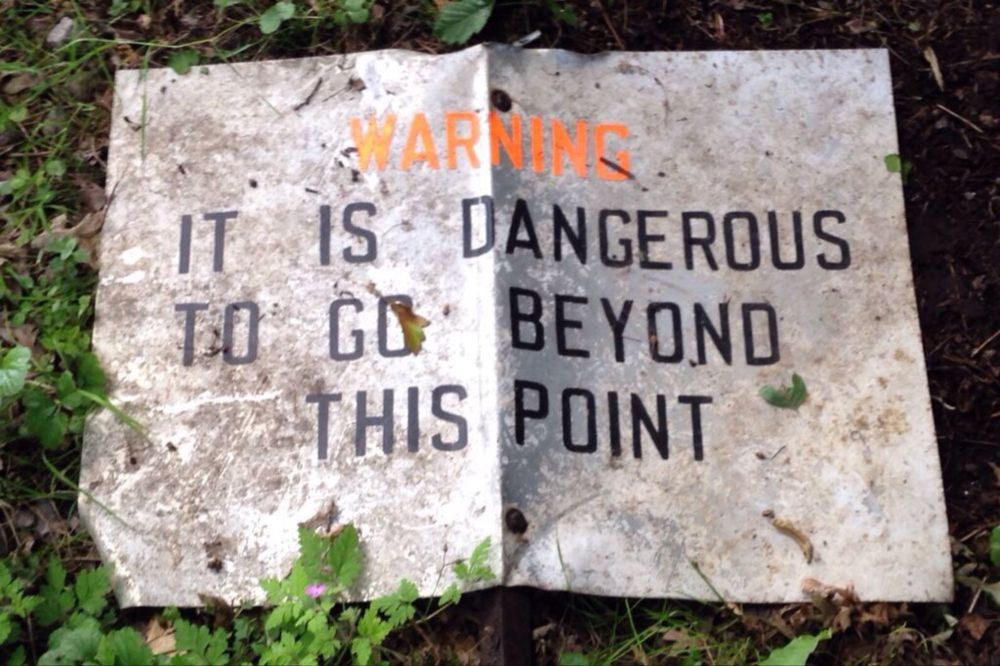 WARNING
IT IS DANGEROUS
TO GO BEYOND
THIS POINT